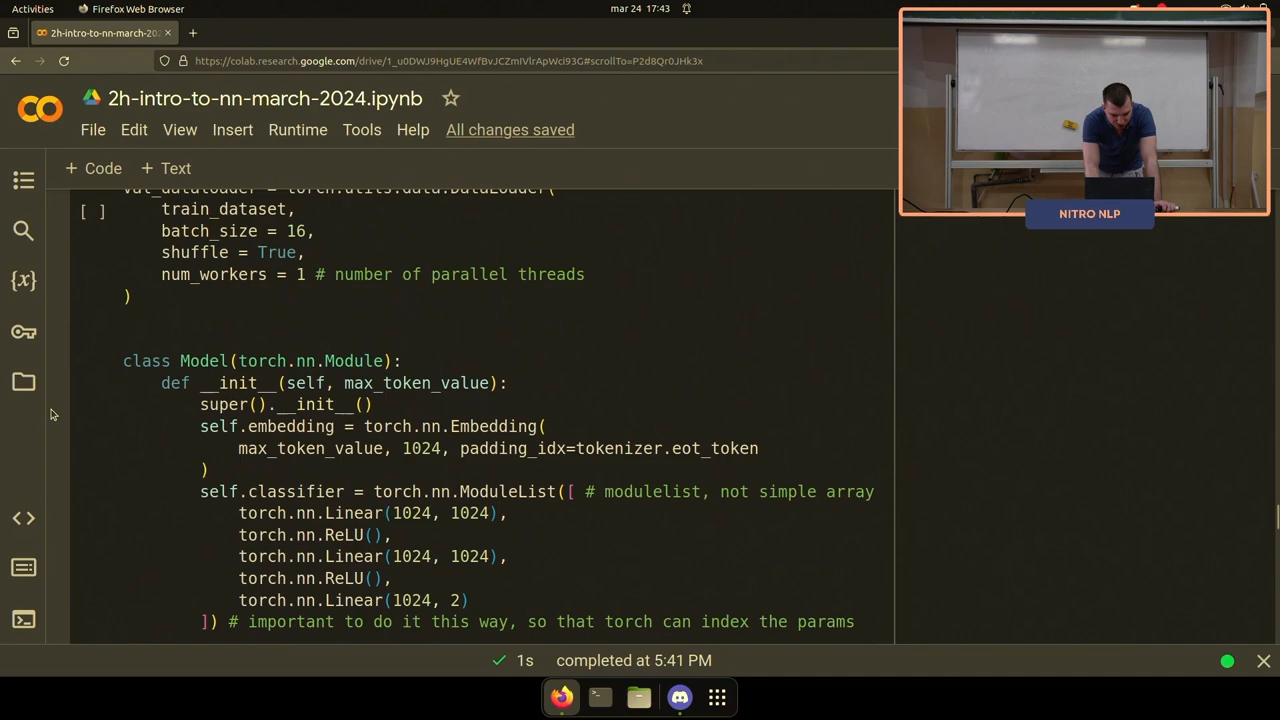 Activities
Firefox Web Browser
mar 24 17:43
2h-intro-to-nn-march-202
https://colab.research.google.com/drive/1_u0DWJ9HgUE4WfBvJCZmIVlrApWci93G#scrollTo=P2d8Qr0JHk3x
2h-intro-to-nn-march-2024.ipynb
File Edit View Insert Runtime Tools Help All changes saved
+ Code + Text
val_dataloader = torch.utils.data.DataLoader(
[ ] train_dataset,
batch_size = 16,
shuffle = True,
num_workers = 1 # number of parallel threads
)
class Model(torch.nn.Module):
def __init__(self, max_token_value):
super().__init__()
self.embedding = torch.nn.Embedding(
max_token_value, 1024, padding_idx=tokenizer.eot_token
)
self.classifier = torch.nn.ModuleList([ # modulelist, not simple array
torch.nn.Linear(1024, 1024),
torch.nn.ReLU(),
torch.nn.Linear(1024, 1024),
torch.nn.ReLU(),
torch.nn.Linear(1024, 2)
]) # important to do it this way, so that torch can index the params
1s completed at 5:41 PM
NITRO NLP